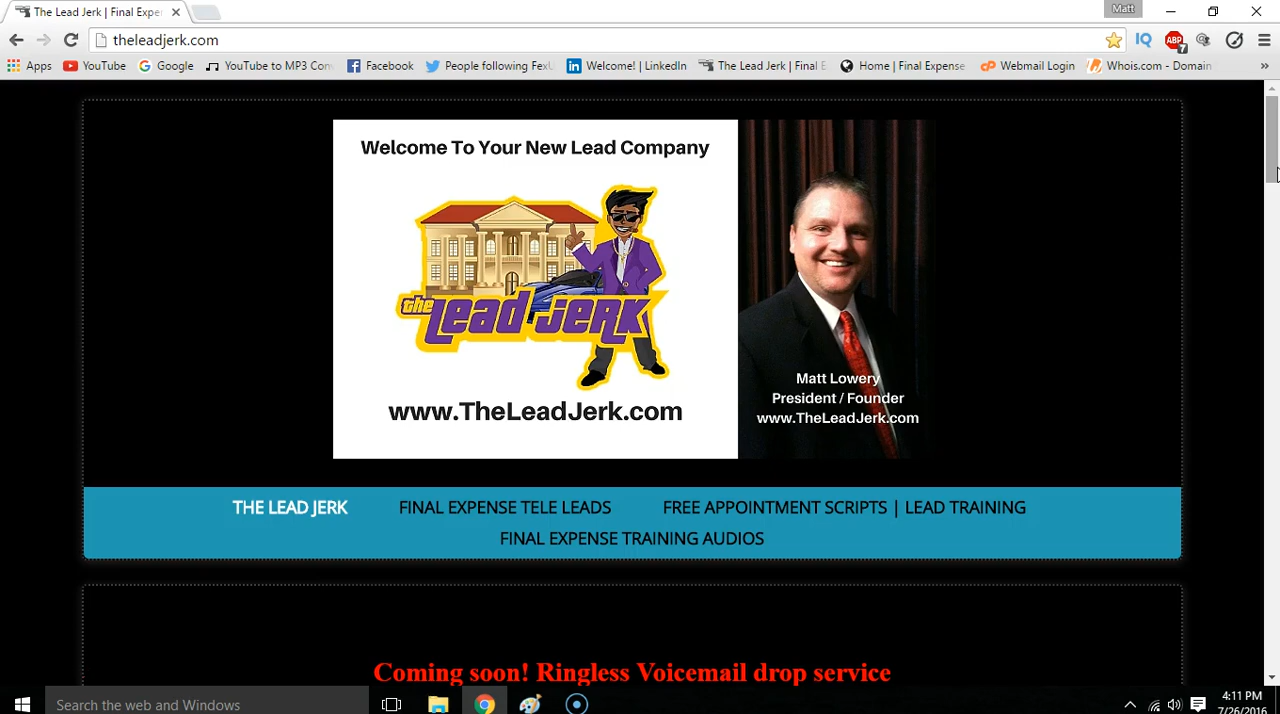 The Lead Jerk | Final Expe
Matt
theleadjerk.com
ABP
7
Apps
YouTube
Google
YouTube to MP3 Conv
Facebook
People following FexU
Welcome! | LinkedIn
The Lead Jerk | Final E
Home | Final Expense
Webmail Login
Whois.com - Domain
Welcome To Your New Lead Company
the Lead Jerk
www.TheLeadJerk.com
Matt Lowery
President / Founder
www.TheLeadJerk.com
THE LEAD JERK
FINAL EXPENSE TELE LEADS
FREE APPOINTMENT SCRIPTS | LEAD TRAINING
FINAL EXPENSE TRAINING AUDIOS
Coming soon! Ringless Voicemail drop service
Search the web and Windows
4:11 PM
7/26/2016